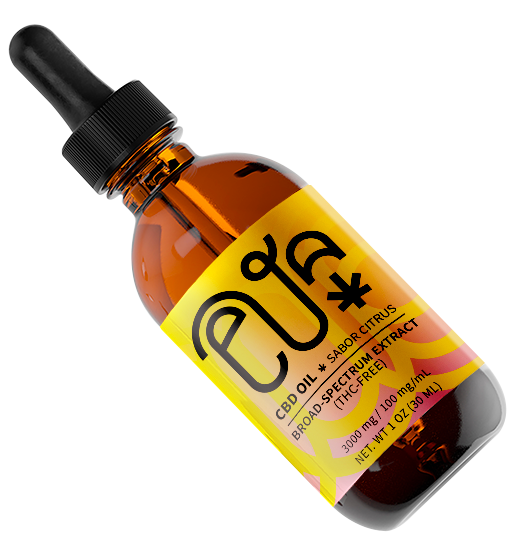 CBD OIL * SABOR CITRUS
BROAD-SPECTRUM EXTRACT
(THC-FREE)
3000 mg / 100 mg/mL
NET. WT 1 OZ (30 ML)